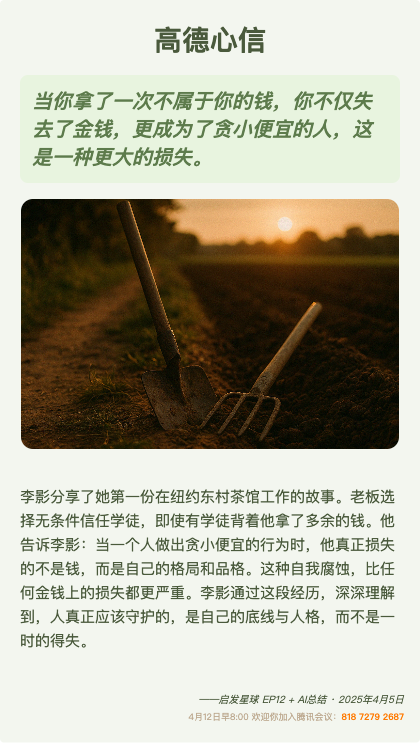 高德心信
当你拿了一次不属于你的钱，你不仅失
去了金钱，更成为了贪小便宜的人，这
是一种更大的损失。
李影分享了她第一份在纽约东村茶馆工作的故事。老板选
择无条件信任学徒，即使有学徒背着他拿了多余的钱。他
告诉李影：当一个人做出贪小便宜的行为时，他真正损失
的不是钱，而是自己的格局和品格。这种自我腐蚀，比任
何金钱上的损失都更严重。李影通过这段经历，深深理解
到，人真正应该守护的，是自己的底线与人格，而不是一
时的得失。
——启发星球 EP12 + AI总结 · 2025年4月5日
4月12日早8:00 欢迎你加入腾讯会议：818 7279 2687